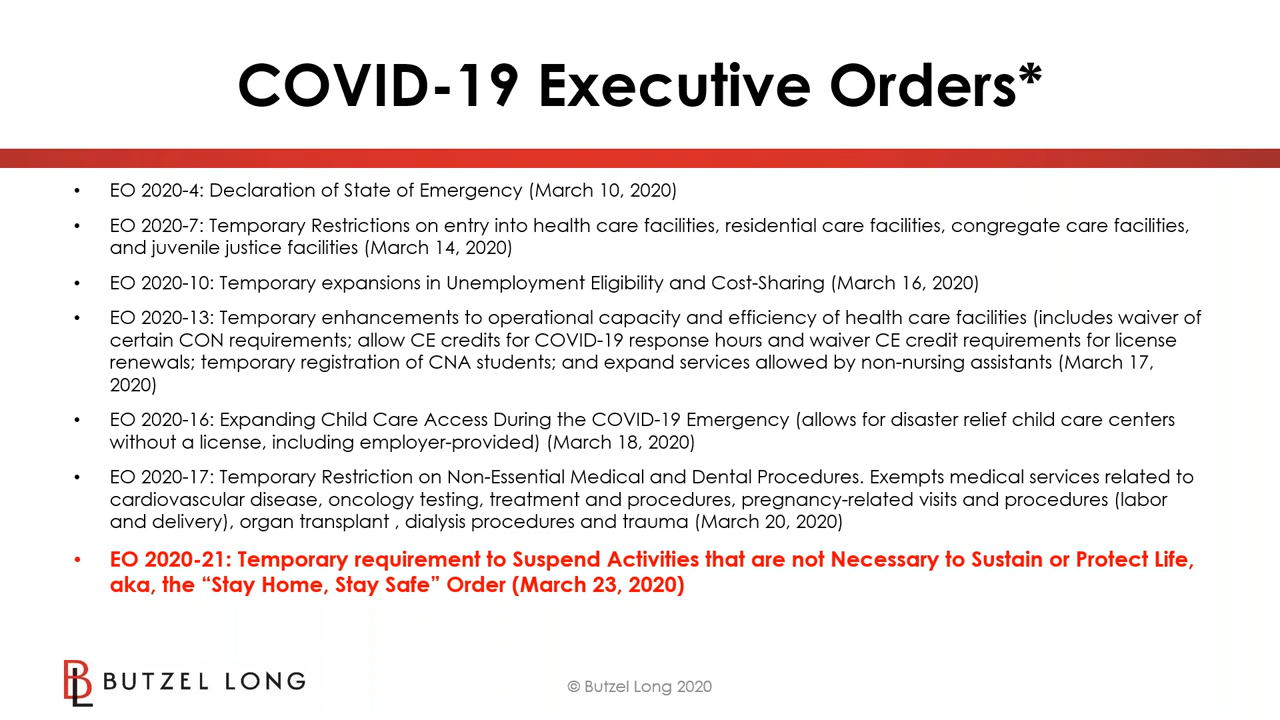 COVID-19 Executive Orders*
• EO 2020-4: Declaration of State of Emergency (March 10, 2020)
• EO 2020-7: Temporary Restrictions on entry into health care facilities, residential care facilities, congregate care facilities,
and juvenile justice facilities (March 14, 2020)
• EO 2020-10: Temporary expansions in Unemployment Eligibility and Cost-Sharing (March 16, 2020)
• EO 2020-13: Temporary enhancements to operational capacity and efficiency of health care facilities (includes waiver of
certain CON requirements; allow CE credits for COVID-19 response hours and waiver CE credit requirements for license
renewals; temporary registration of CNA students; and expand services allowed by non-nursing assistants (March 17,
2020)
• EO 2020-16: Expanding Child Care Access During the COVID-19 Emergency (allows for disaster relief child care centers
without a license, including employer-provided) (March 18, 2020)
• EO 2020-17: Temporary Restriction on Non-Essential Medical and Dental Procedures. Exempts medical services related to
cardiovascular disease, oncology testing, treatment and procedures, pregnancy-related visits and procedures (labor
and delivery), organ transplant , dialysis procedures and trauma (March 20, 2020)
• EO 2020-21: Temporary requirement to Suspend Activities that are not Necessary to Sustain or Protect Life,
aka, the “Stay Home, Stay Safe” Order (March 23, 2020)
BL BUTZEL LONG
© Butzel Long 2020